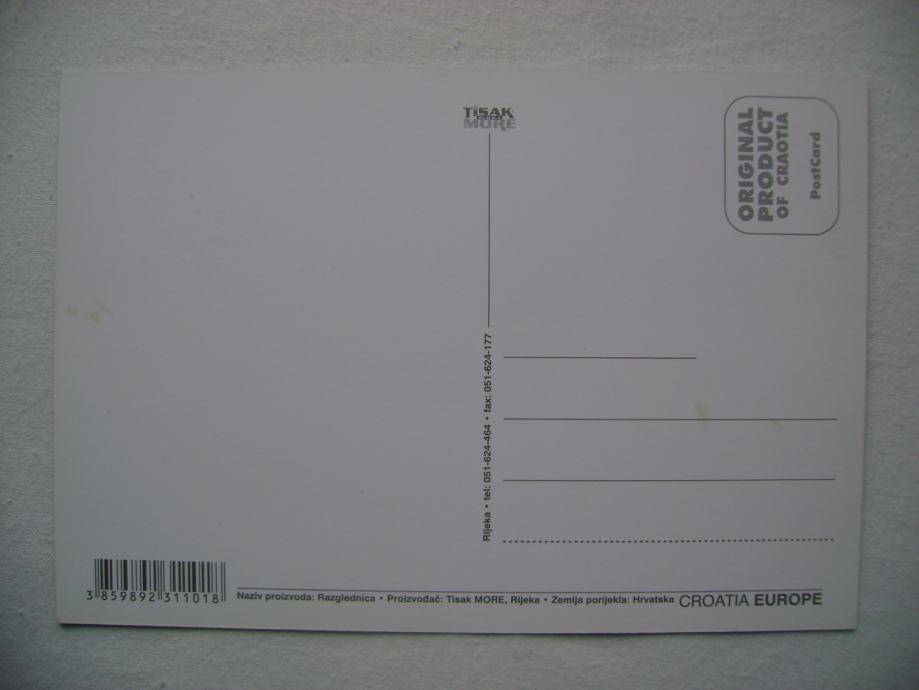 TISAK
MORE
ORIGINAL
PRODUCT
OF CRAOTIA
PostCard
Rijeka • tel: 051-624-464 • fax: 051-624-177
3 859892 311018
Naziv proizvoda: Razglednica • Proizvođač: Tisak MORE, Rijeka • Zemlja porijekla: Hrvatska CROATIA EUROPE